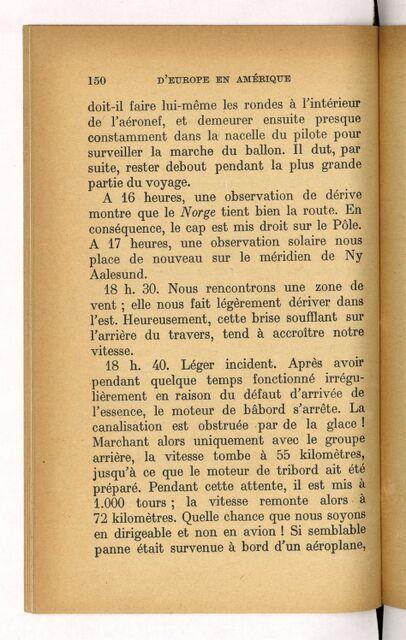 150 D'EUROPE EN AMÉRIQUE
doit-il faire lui-même les rondes à l'intérieur
de l'aéronef, et demeurer ensuite presque
constamment dans la nacelle du pilote pour
surveiller la marche du ballon. Il dut, par
suite, rester debout pendant la plus grande
partie du voyage.
A 16 heures, une observation de dérive
montre que le Norge tient bien la route. En
conséquence, le cap est mis droit sur le Pôle.
A 17 heures, une observation solaire nous
place de nouveau sur le méridien de Ny
Aalesund.
18 h. 30. Nous rencontrons une zone de
vent ; elle nous fait légèrement dériver dans
l'est. Heureusement, cette brise soufflant sur
l'arrière du travers, tend à accroître notre
vitesse.
18 h. 40. Léger incident. Après avoir
pendant quelque temps fonctionné irrégu-
lièrement en raison du défaut d'arrivée de
l'essence, le moteur de bâbord s'arrête. La
canalisation est obstruée par de la glace !
Marchant alors uniquement avec le groupe
arrière, la vitesse tombe à 55 kilomètres,
jusqu'à ce que le moteur de tribord ait été
préparé. Pendant cette attente, il est mis à
1.000 tours ; la vitesse remonte alors à
72 kilomètres. Quelle chance que nous soyons
en dirigeable et non en avion ! Si semblable
panne était survenue à bord d'un aéroplane,